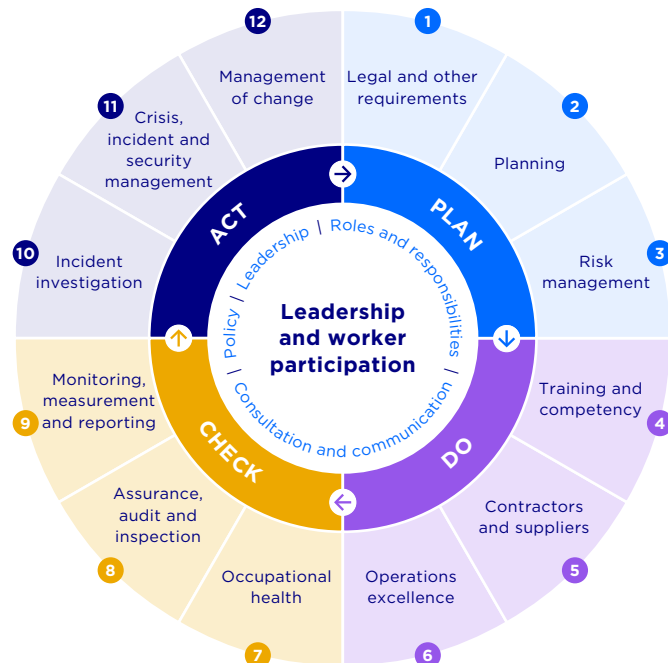 12
1
Management
of change
Legal and other
requirements
11
2
Crisis,
incident and
security
management
Planning
ACT
PLAN
10
3
Incident
investigation
Risk
management
Policy | Leadership | Roles and responsibilities |
Consultation and communication |
Leadership
and worker
participation
9
4
Monitoring,
measurement
and reporting
Training and
competency
CHECK
DO
8
5
Assurance,
audit and
inspection
Contractors
and suppliers
7
6
Occupational
health
Operations
excellence